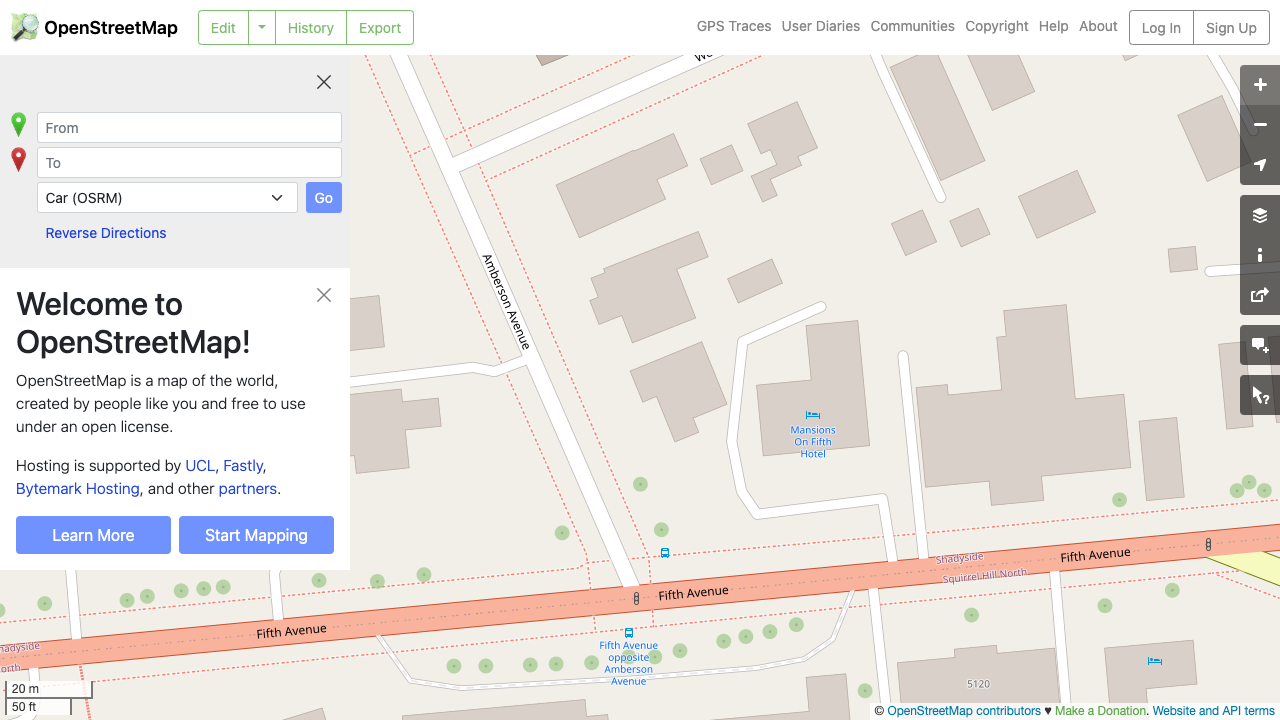 OpenStreetMap
Edit
History
Export
GPS Traces
User Diaries
Communities
Copyright
Help
About
Log In
Sign Up
From
To
Car (OSRM)
Go
Reverse Directions
Welcome to
OpenStreetMap!
OpenStreetMap is a map of the world,
created by people like you and free to use
under an open license.
Hosting is supported by UCL, Fastly,
Bytemark Hosting, and other partners.
Learn More
Start Mapping
Amberson Avenue
Mansions
On Fifth
Hotel
Shadyside
Squirrel Hill North
Fifth Avenue
Fifth Avenue
Fifth Avenue
Fifth Avenue
opposite
Amberson
Avenue
5120
20 m
50 ft
© OpenStreetMap contributors ♥ Make a Donation. Website and API terms